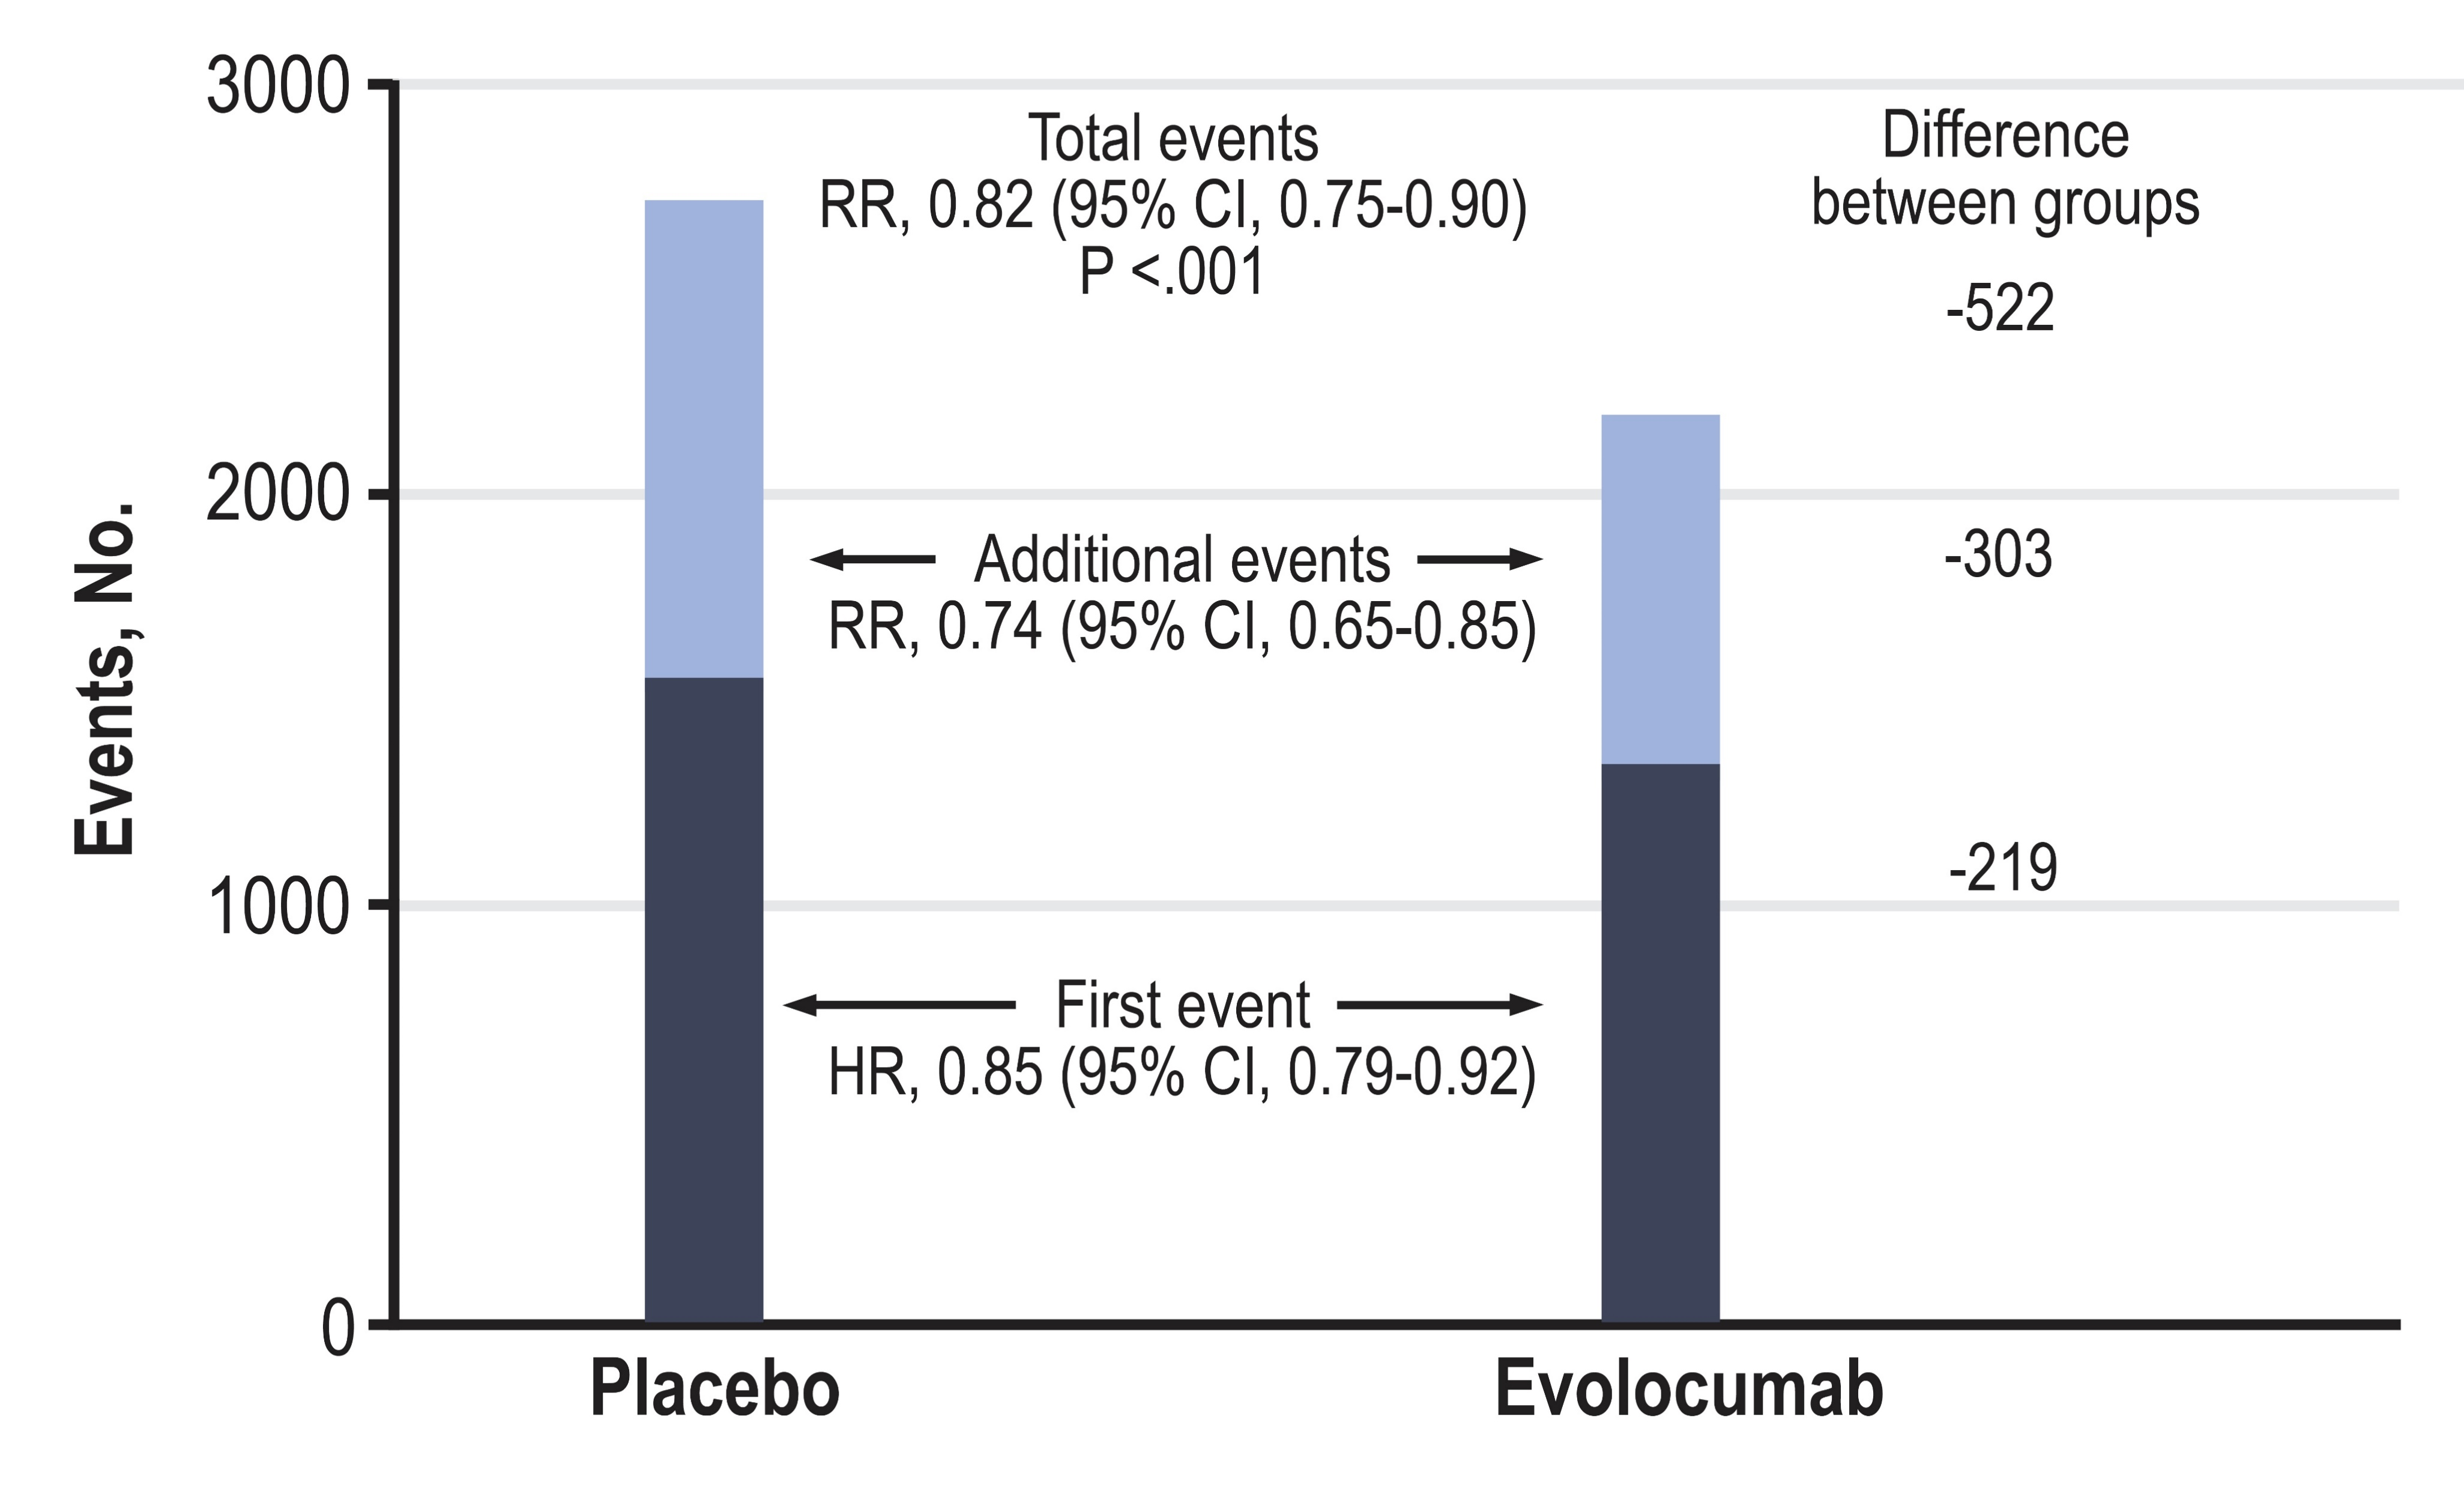 3000
Total events
RR, 0.82 (95% CI, 0.75-0.90)
P <.001
Difference
between groups
-522
2000
Additional events
RR, 0.74 (95% CI, 0.65-0.85)
-303
Events, No.
1000
-219
First event
HR, 0.85 (95% CI, 0.79-0.92)
0
Placebo
Evolocumab